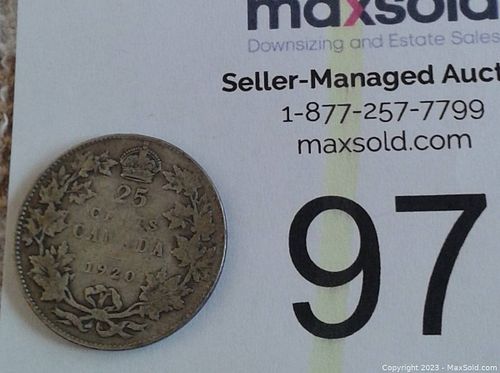 maxsold
Downsizing and Estate Sales
Seller-Managed Auct
1-877-257-7799
maxsold.com
97
25
CENTS
CANADA
1920
Copyright 2023 - MaxSold.com